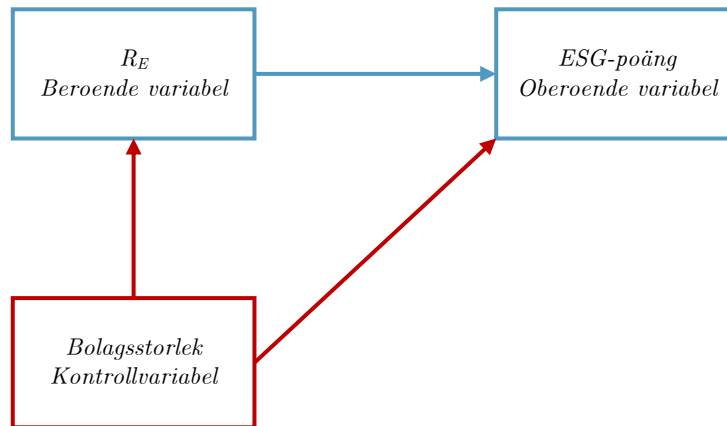 R_E
Beroende variabel
ESG-poäng
Oberoende variabel
Bolagsstorlek
Kontrollvariabel